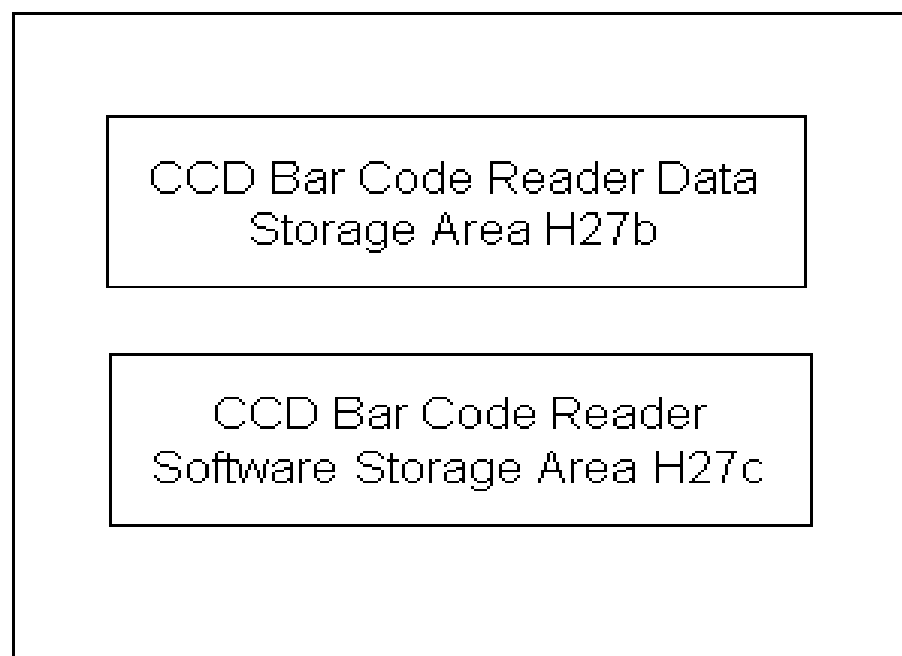 CCD Bar Code Reader Data
Storage Area H27b
CCD Bar Code Reader
Software Storage Area H27c